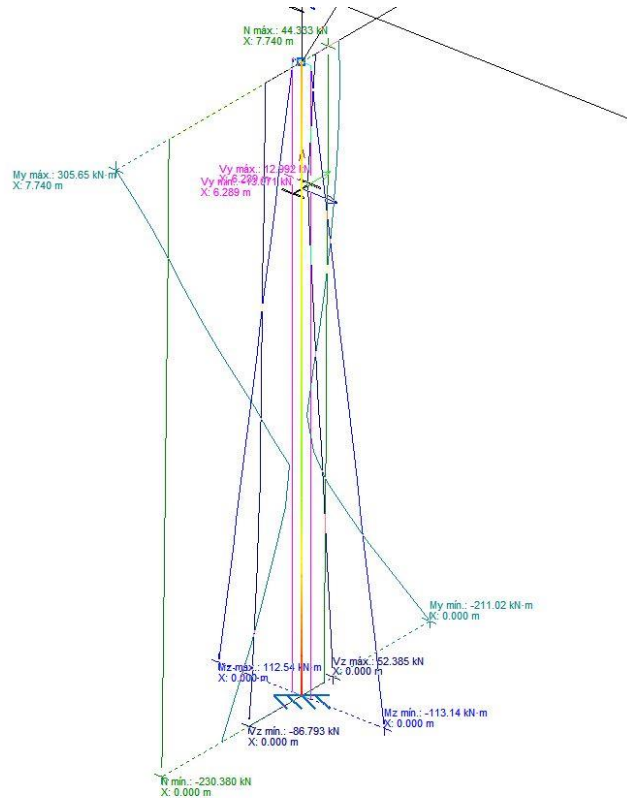 N máx.: 44.333 kN
X: 7.740 m
My máx.: 305.65 kN·m
X: 7.740 m
Vy máx.: 12.992 kN
X: 6.289 m
Vy mín.:
X: 6.289 m
My mín.: -211.02 kN·m
X: 0.000 m
Vz máx.: 52.385 kN
X: 0.000 m
Mz máx.: 112.54 kN·m
X: 0.000 m
Mz mín.: -113.14 kN·m
X: 0.000 m
Vz mín.: -86.793 kN
X: 0.000 m
N mín.: -230.380 kN
X: 0.000 m